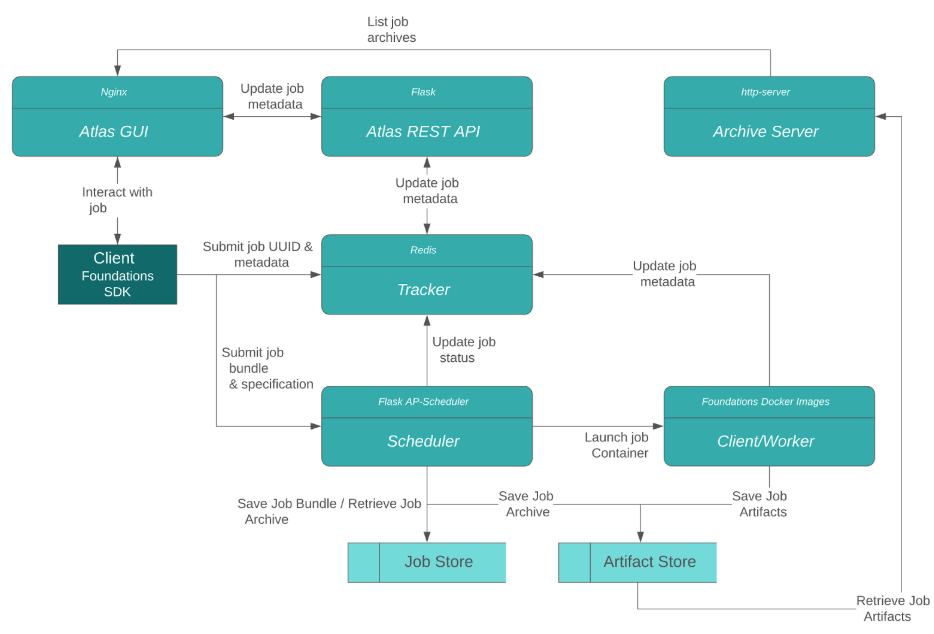 List job
archives
Nginx
Atlas GUI
Update job
metadata
Flask
Atlas REST API
http-server
Archive Server
Interact with
job
Update job
metadata
Client
Foundations
SDK
Submit job UUID &
metadata
Redis
Tracker
Update job
metadata
Submit job
bundle
& specification
Update job
status
Flask AP-Scheduler
Scheduler
Launch job
Container
Foundations Docker Images
Client/Worker
Save Job Bundle / Retrieve Job
Archive
Save Job
Archive
Save Job
Artifacts
Job Store
Artifact Store
Retrieve Job
Artifacts